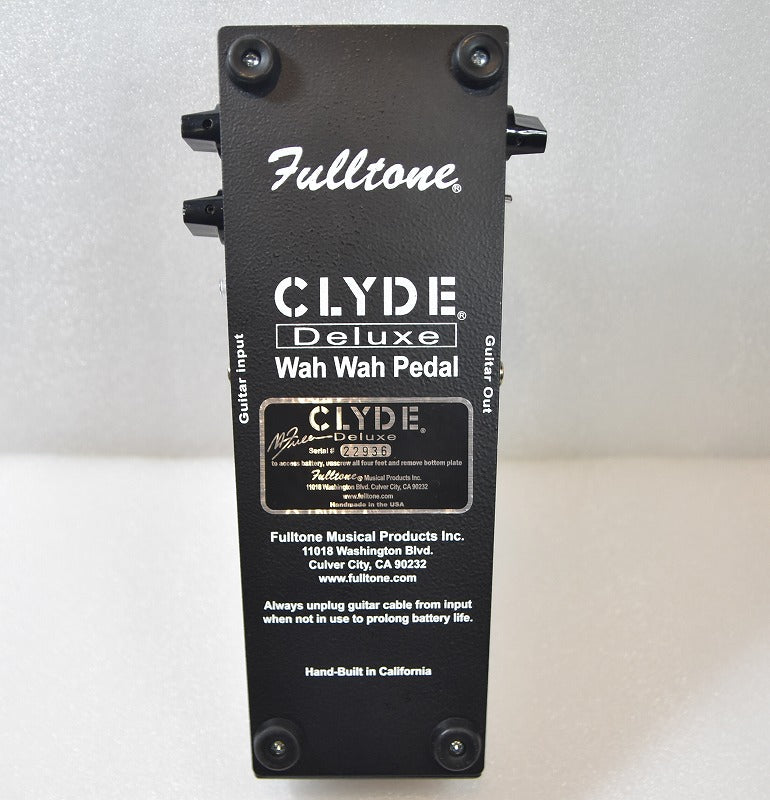 Fulltone®
CLYDE®
Deluxe
Wah Wah Pedal
Guitar input
Guitar Out
CLYDE®
Deluxe
Serial # 22936
to access battery, unscrew all four feet and remove bottom plate
Fulltone® Musical Products Inc.
11018 Washington Blvd. Culver City, CA 90232
www.fulltone.com
Handmade in the USA
Fulltone Musical Products Inc.
11018 Washington Blvd.
Culver City, CA 90232
www.fulltone.com
Always unplug guitar cable from input
when not in use to prolong battery life.
Hand-Built in California